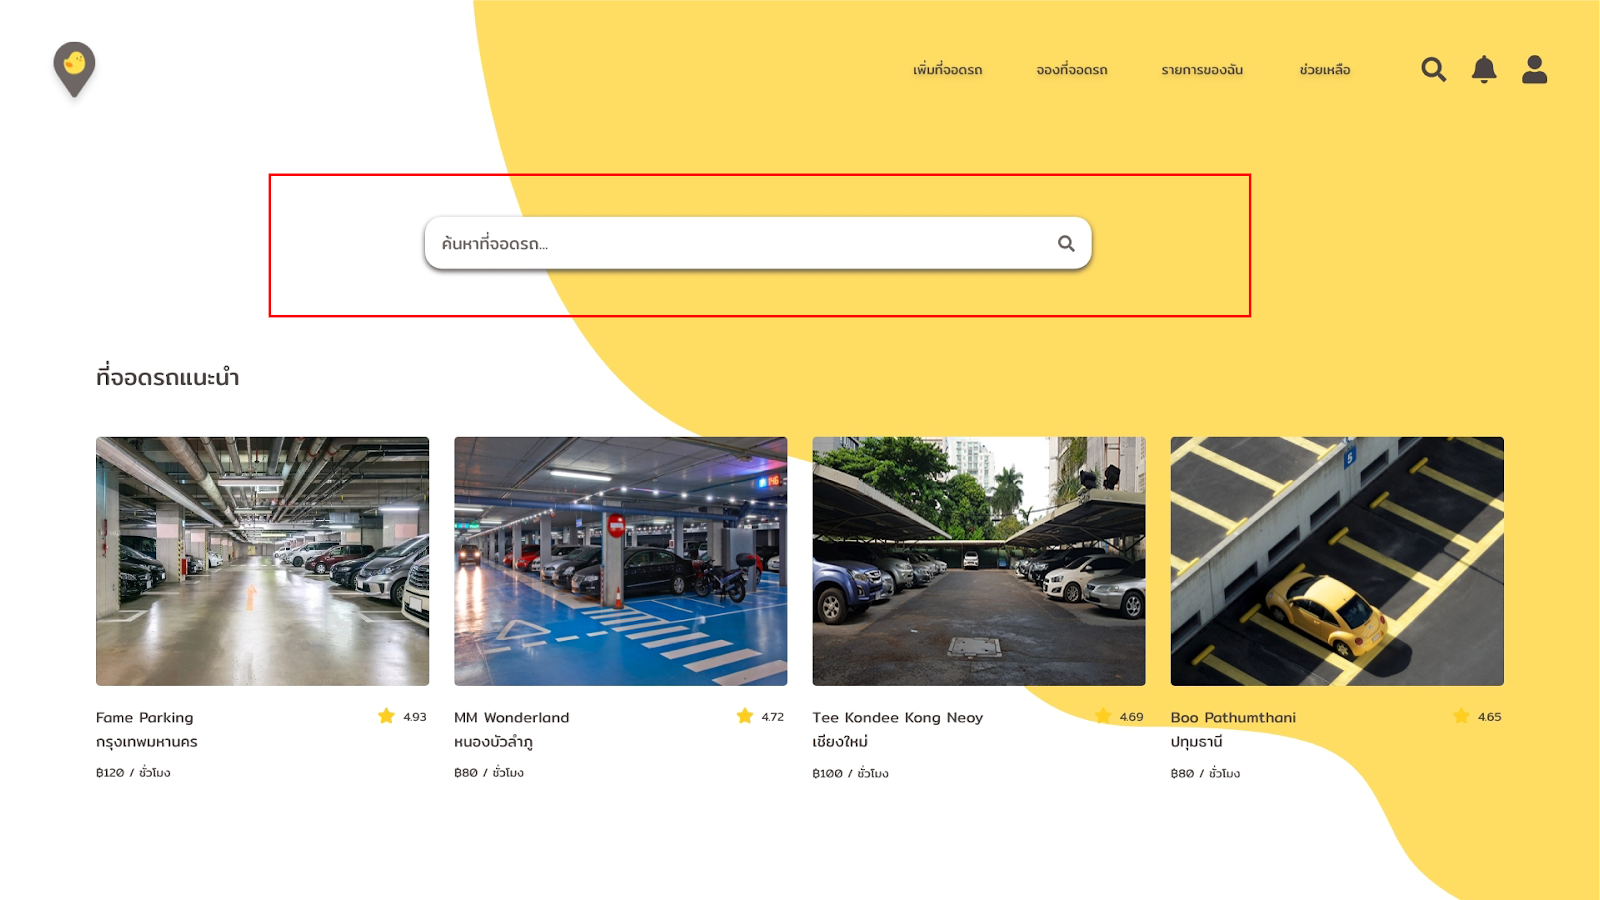 เพิ่มที่จอดรถ
จองที่จอดรถ
รายการของฉัน
ช่วยเหลือ
ค้นหาที่จอดรถ...
ที่จอดรถแนะนำ
5
Fame Parking
4.93
กรุงเทพมหานคร
฿120 / ชั่วโมง
MM Wonderland
4.72
หนองบัวลำภู
฿80 / ชั่วโมง
Tee Kondee Kong Neoy
4.69
เชียงใหม่
฿100 / ชั่วโมง
Boo Pathumthani
4.65
ปทุมธานี
฿80 / ชั่วโมง